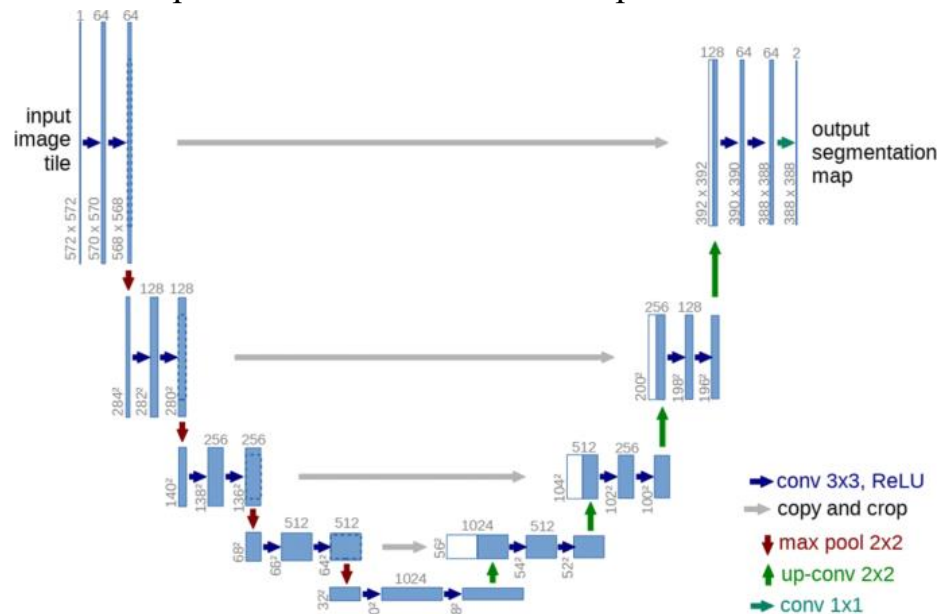 1 64 64
128 64 64 2
input
image
tile
output
segmentation
map
572 x 572
570 x 570
568 x 568
392 x 392
390 x 390
388 x 388
388 x 388
128 128
256 128
284²
282²
280²
200²
198²
196²
256 256
512 256
140²
138²
136²
104²
102²
100²
512 512
1024 512
68²
66²
64²
56²
54²
52²
1024
32²
conv 3x3, ReLU
copy and crop
max pool 2x2
up-conv 2x2
conv 1x1